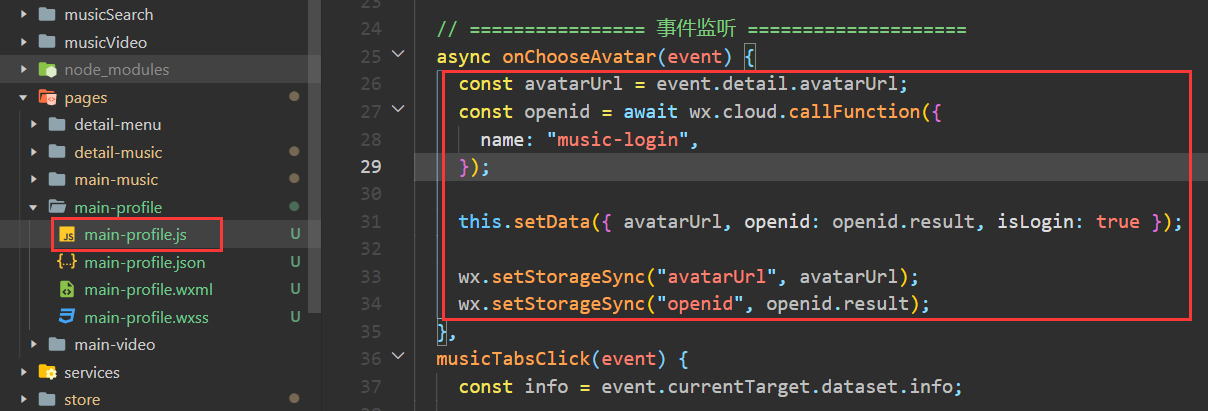 musicSearch
musicVideo
node_modules
pages
detail-menu
detail-music
main-music
main-profile
JS main-profile.js U
{..} main-profile.json U
main-profile.wxml U
main-profile.wxss U
main-video
services
store
24 // ================ 事件监听 ====================
25 async onChooseAvatar(event) {
26 const avatarUrl = event.detail.avatarUrl;
27 const openid = await wx.cloud.callFunction({
28 name: "music-login",
29 });
30
31 this.setData({ avatarUrl, openid: openid.result, isLogin: true });
32
33 wx.setStorageSync("avatarUrl", avatarUrl);
34 wx.setStorageSync("openid", openid.result);
35 },
36 musicTabsClick(event) {
37 const info = event.currentTarget.dataset.info;